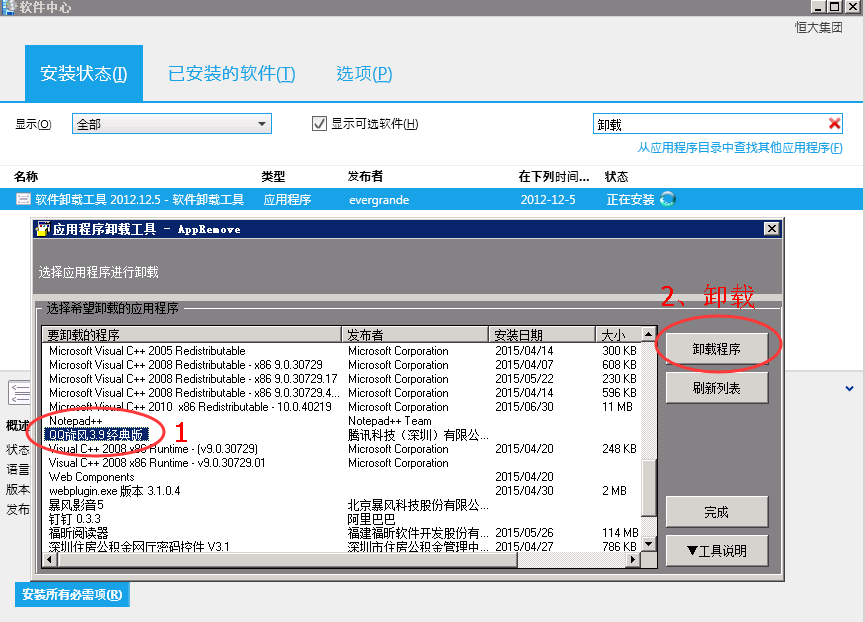 软件中心
恒大集团
安装状态(I) 已安装的软件(T) 选项(P)
显示(O) 全部 显示可选软件(H) 卸载
从应用程序目录中查找其他应用程序(F)
名称 类型 发布者 在下列时间... 状态
软件卸载工具 2012.12.5 - 软件卸载工具 应用程序 evergrande 2012-12-5 正在安装
应用程序卸载工具 - AppRemove
选择应用程序进行卸载
2、卸载
选择希望卸载的应用程序
要卸载的程序 发布者 安装日期 大小
Microsoft Visual C++ 2005 Redistributable Microsoft Corporation 2015/04/14 300 KB
卸载程序
Microsoft Visual C++ 2008 Redistributable - x86 9.0.30729 Microsoft Corporation 2015/04/07 608 KB
Microsoft Visual C++ 2008 Redistributable - x86 9.0.30729.17 Microsoft Corporation 2015/05/22 230 KB
刷新列表
Microsoft Visual C++ 2008 Redistributable - x86 9.0.30729.4... Microsoft Corporation 2015/04/14 596 KB
Microsoft Visual C++ 2010 x86 Redistributable - 10.0.40219 Microsoft Corporation 2015/06/30 11 MB
Notepad++ Notepad++ Team
QQ旋风3.9经典版 腾讯科技（深圳）有限公...
1
Visual C++ 2008 x86 Runtime - (v9.0.30729) Microsoft Corporation 2015/04/20 248 KB
Visual C++ 2008 x86 Runtime - v9.0.30729.01 Microsoft Corporation
Web Components 2015/04/20
webplugin.exe 版本 3.1.0.4 2015/04/30 2 MB
暴风影音5 北京暴风科技股份有限公...
钉钉 0.3.3 阿里巴巴
完成
福昕阅读器 福建福昕软件开发股份有... 2015/05/26 114 MB
深圳住房公积金网厅密码控件 V3.1 深圳市住房公积金管理中... 2015/04/27 786 KB
▼工具说明
概述
状态
语言
版本
发布
安装所有必需项(R)